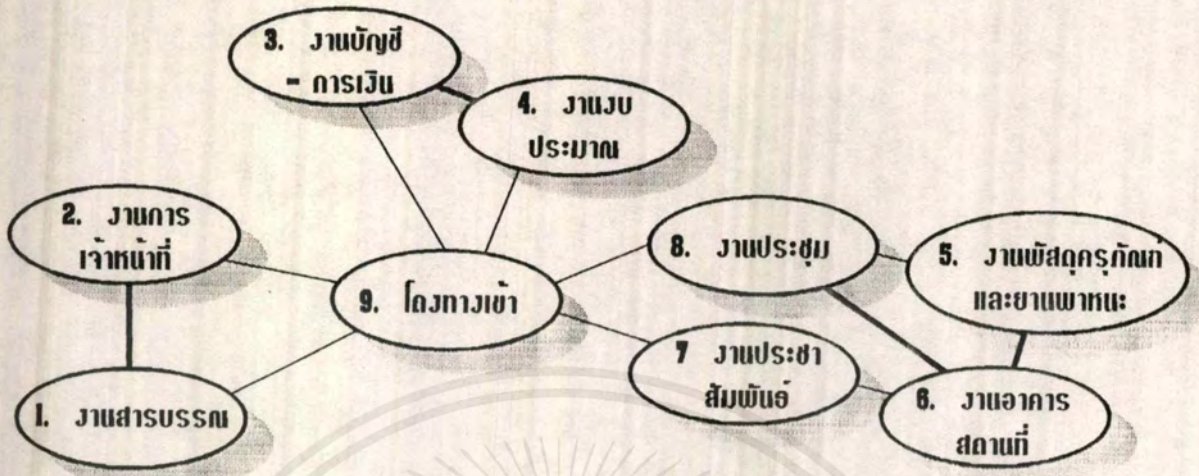 3. งานบัญชี
- การเงิน
4. งานงบ
ประมาณ
2. งานการ
เจ้าหน้าที่
8. งานประชุม
5. งานพัสดุครุภัณฑ์
และยานพาหนะ
9. โถงทางเข้า
7 งานประชา
สัมพันธ์
1. งานสารบรรณ
6. งานอาคาร
สถานที่